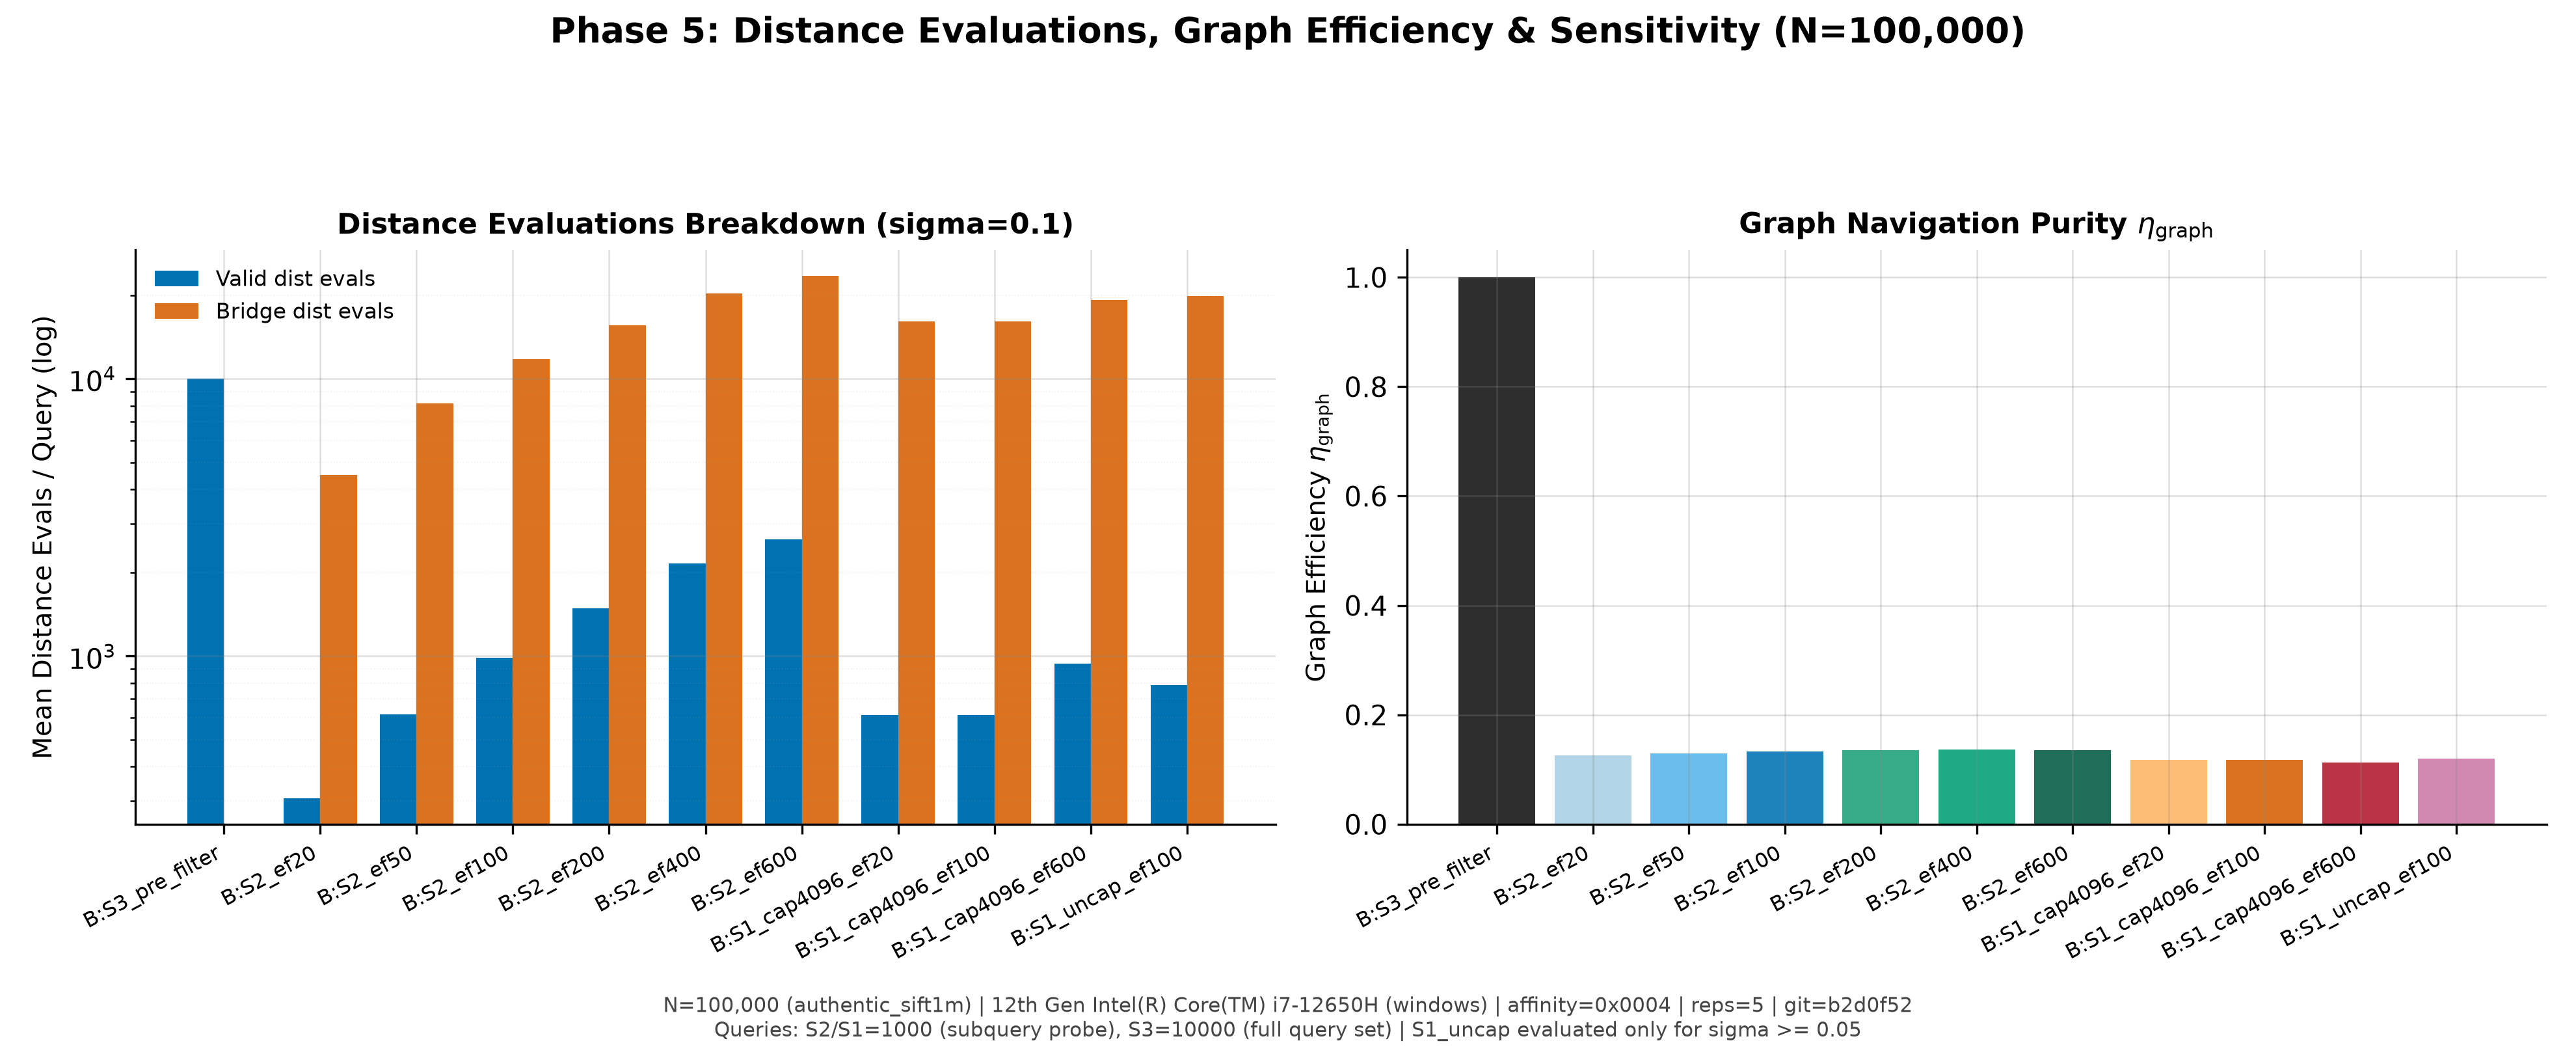 Phase 5: Distance Evaluations, Graph Efficiency & Sensitivity (N=100,000)
Distance Evaluations Breakdown (sigma=0.1)
Valid dist evals
Bridge dist evals
Mean Distance Evals / Query (log)
10⁴
10³
B:S3_pre_filter
B:S2_ef20
B:S2_ef50
B:S2_ef100
B:S2_ef200
B:S2_ef400
B:S2_ef600
B:S1_cap4096_ef20
B:S1_cap4096_ef100
B:S1_cap4096_ef600
B:S1_uncap_ef100
Graph Navigation Purity η_graph
Graph Efficiency η_graph
1.0
0.8
0.6
0.4
0.2
0.0
B:S3_pre_filter
B:S2_ef20
B:S2_ef50
B:S2_ef100
B:S2_ef200
B:S2_ef400
B:S2_ef600
B:S1_cap4096_ef20
B:S1_cap4096_ef100
B:S1_cap4096_ef600
B:S1_uncap_ef100
N=100,000 (authentic_sift1m) | 12th Gen Intel(R) Core(TM) i7-12650H (windows) | affinity=0x0004 | reps=5 | git=b2d0f52
Queries: S2/S1=1000 (subquery probe), S3=10000 (full query set) | S1_uncap evaluated only for sigma >= 0.05